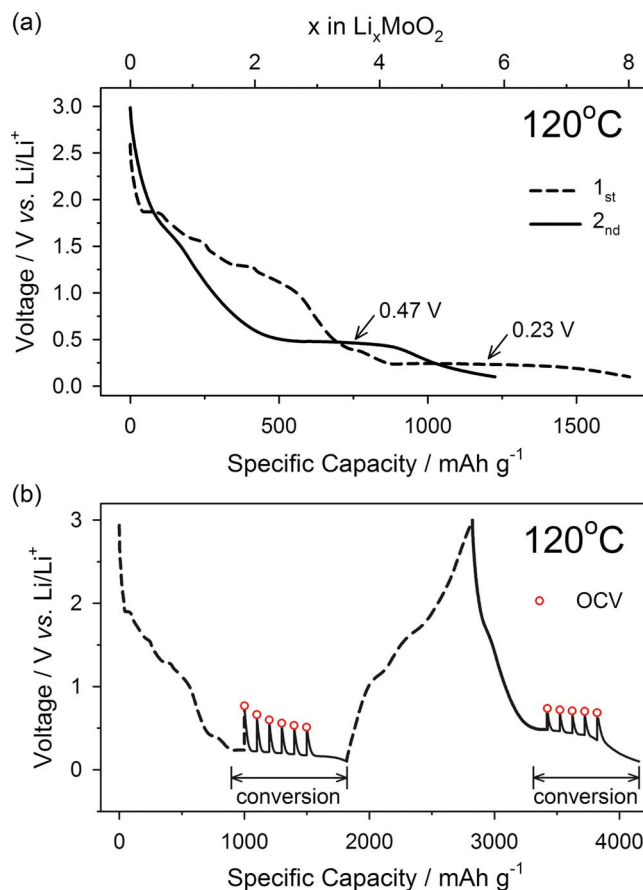 (a)
x in LiₓMoO₂
0 2 4 6 8
120°C
1st
2nd
3.0
2.5
2.0
1.5
1.0
0.5
0.0
Voltage / V vs. Li/Li⁺
0.47 V
0.23 V
0 500 1000 1500
Specific Capacity / mAh g⁻¹
(b)
120°C
OCV
3
2
1
0
Voltage / V vs. Li/Li⁺
conversion conversion
0 1000 2000 3000 4000
Specific Capacity / mAh g⁻¹